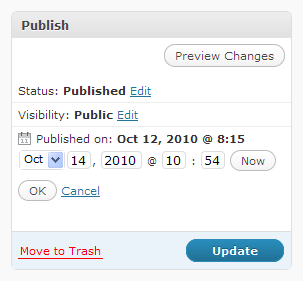 Publish
Preview Changes
Status: Published Edit
Visibility: Public Edit
11 Published on: Oct 12, 2010 @ 8:15
Oct 14 , 2010 @ 10 : 54 Now
OK Cancel
Move to Trash Update